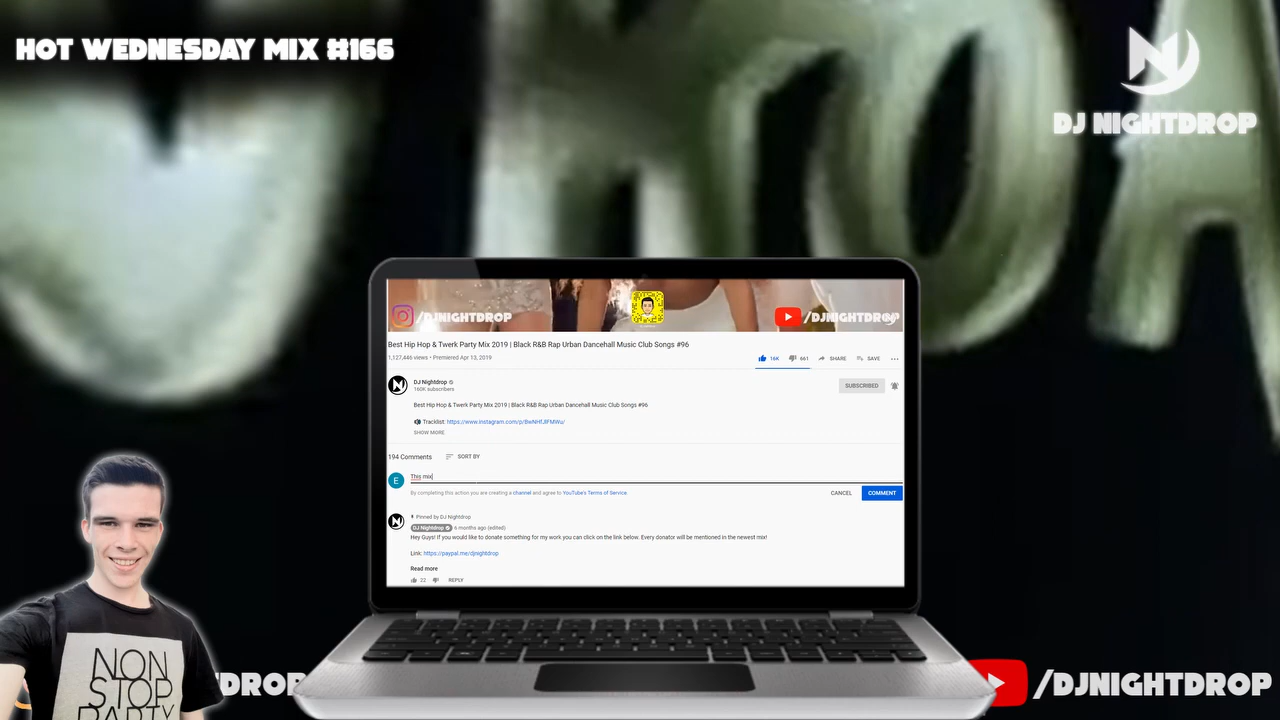 HOT WEDNESDAY MIX #166
DJ NIGHTDROP
/DJNIGHTDROP
/DJNIGHTDROP
Best Hip Hop & Twerk Party Mix 2019 | Black R&B Rap Urban Dancehall Music Club Songs #96
1,127,446 views • Premiered Apr 13, 2019
16K 661 SHARE SAVE
DJ Nightdrop
160K subscribers
SUBSCRIBED
Best Hip Hop & Twerk Party Mix 2019 | Black R&B Rap Urban Dancehall Music Club Songs #96
Tracklist: https://www.instagram.com/p/BwNHfJlFMWu/
SHOW MORE
194 Comments SORT BY
E
This mix
By completing this action you are creating a channel and agree to YouTube's Terms of Service
CANCEL COMMENT
Pinned by DJ Nightdrop
DJ Nightdrop 6 months ago (edited)
Hey Guys! If you would like to donate something for my work you can click on the link below. Every donator will be mentioned in the newest mix!
Link: https://paypal.me/djnightdrop
Read more
22 REPLY
NON
STOP
PARTY
DROP
/DJNIGHTDROP